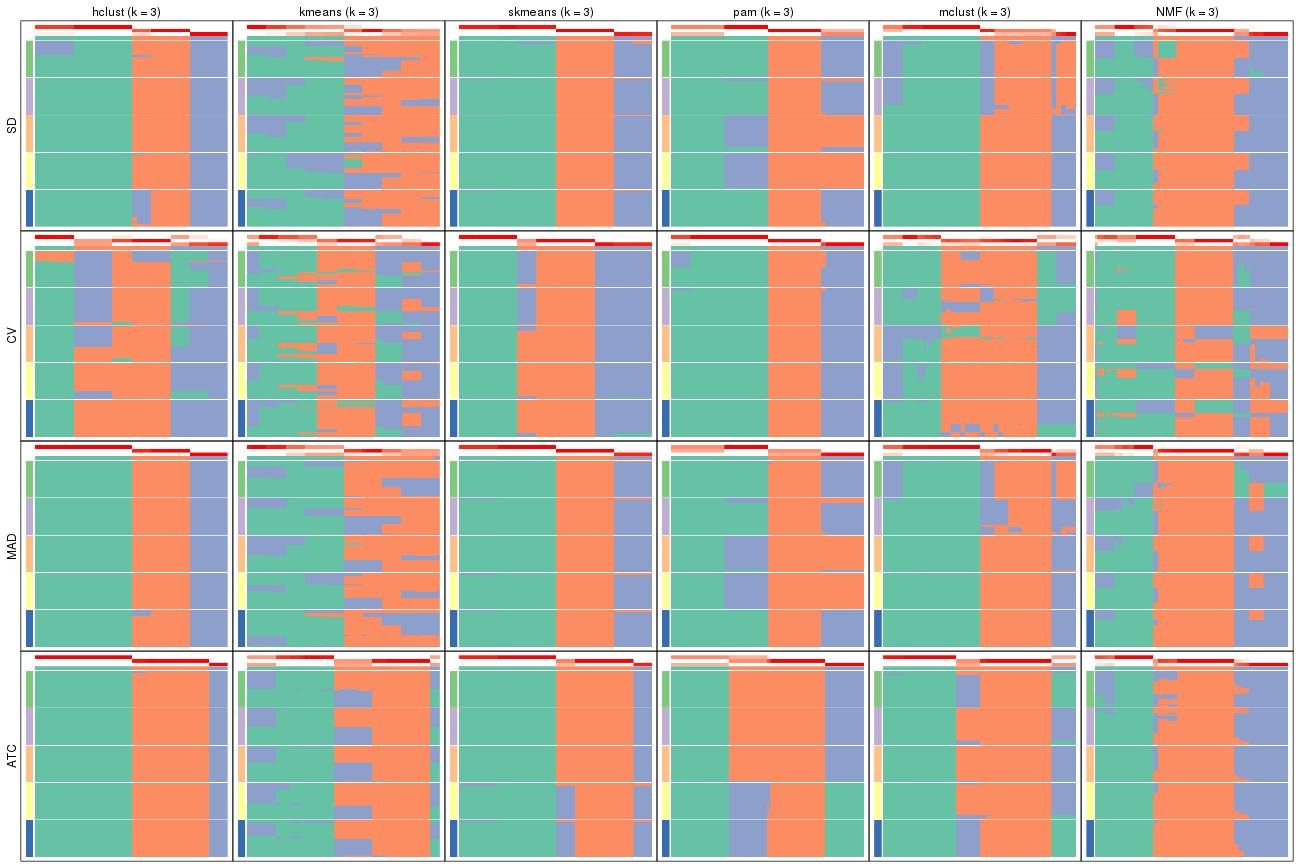 hclust (k = 3) kmeans (k = 3) skmeans (k = 3) pam (k = 3) mclust (k = 3) NMF (k = 3)
SD
CV
MAD
ATC